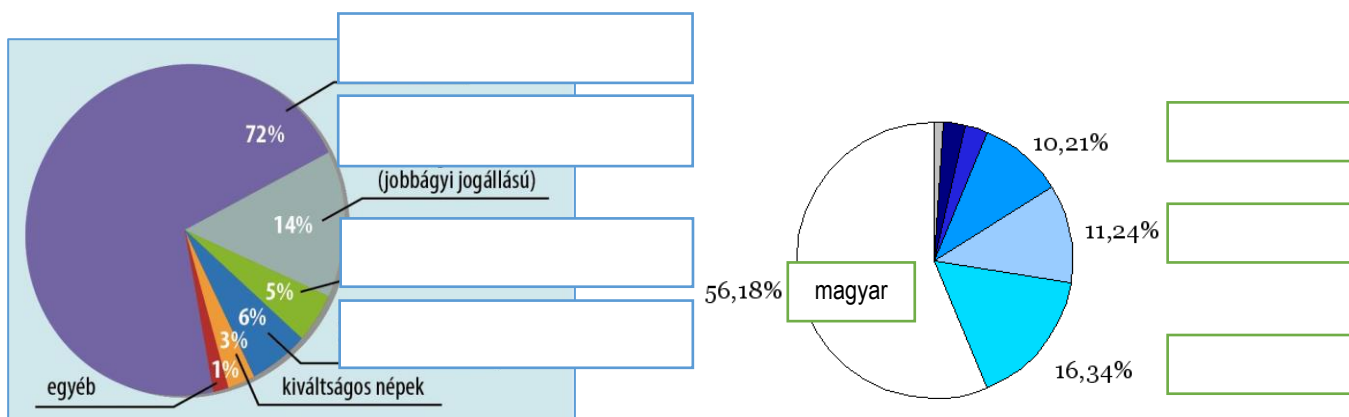 72%
(jobbágyi jogállású)
14%
5%
6%
3%
1%
egyéb
kiváltságos népek
10,21%
11,24%
56,18%
magyar
16,34%